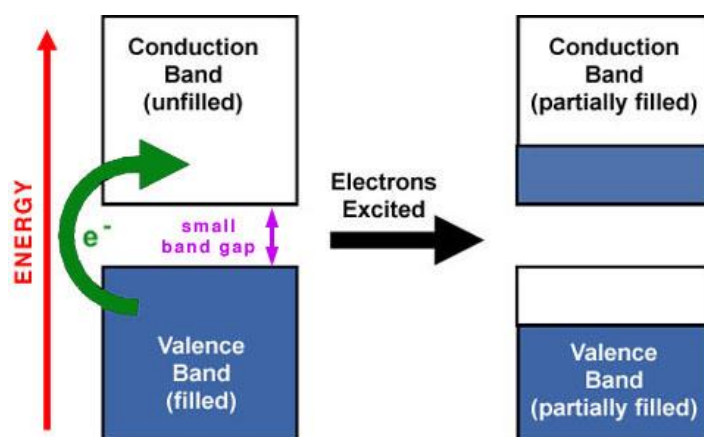 ENERGY
Conduction
Band
(unfilled)
e-
small
band gap
Valence
Band
(filled)
Electrons
Excited
Conduction
Band
(partially filled)
Valence
Band
(partially filled)